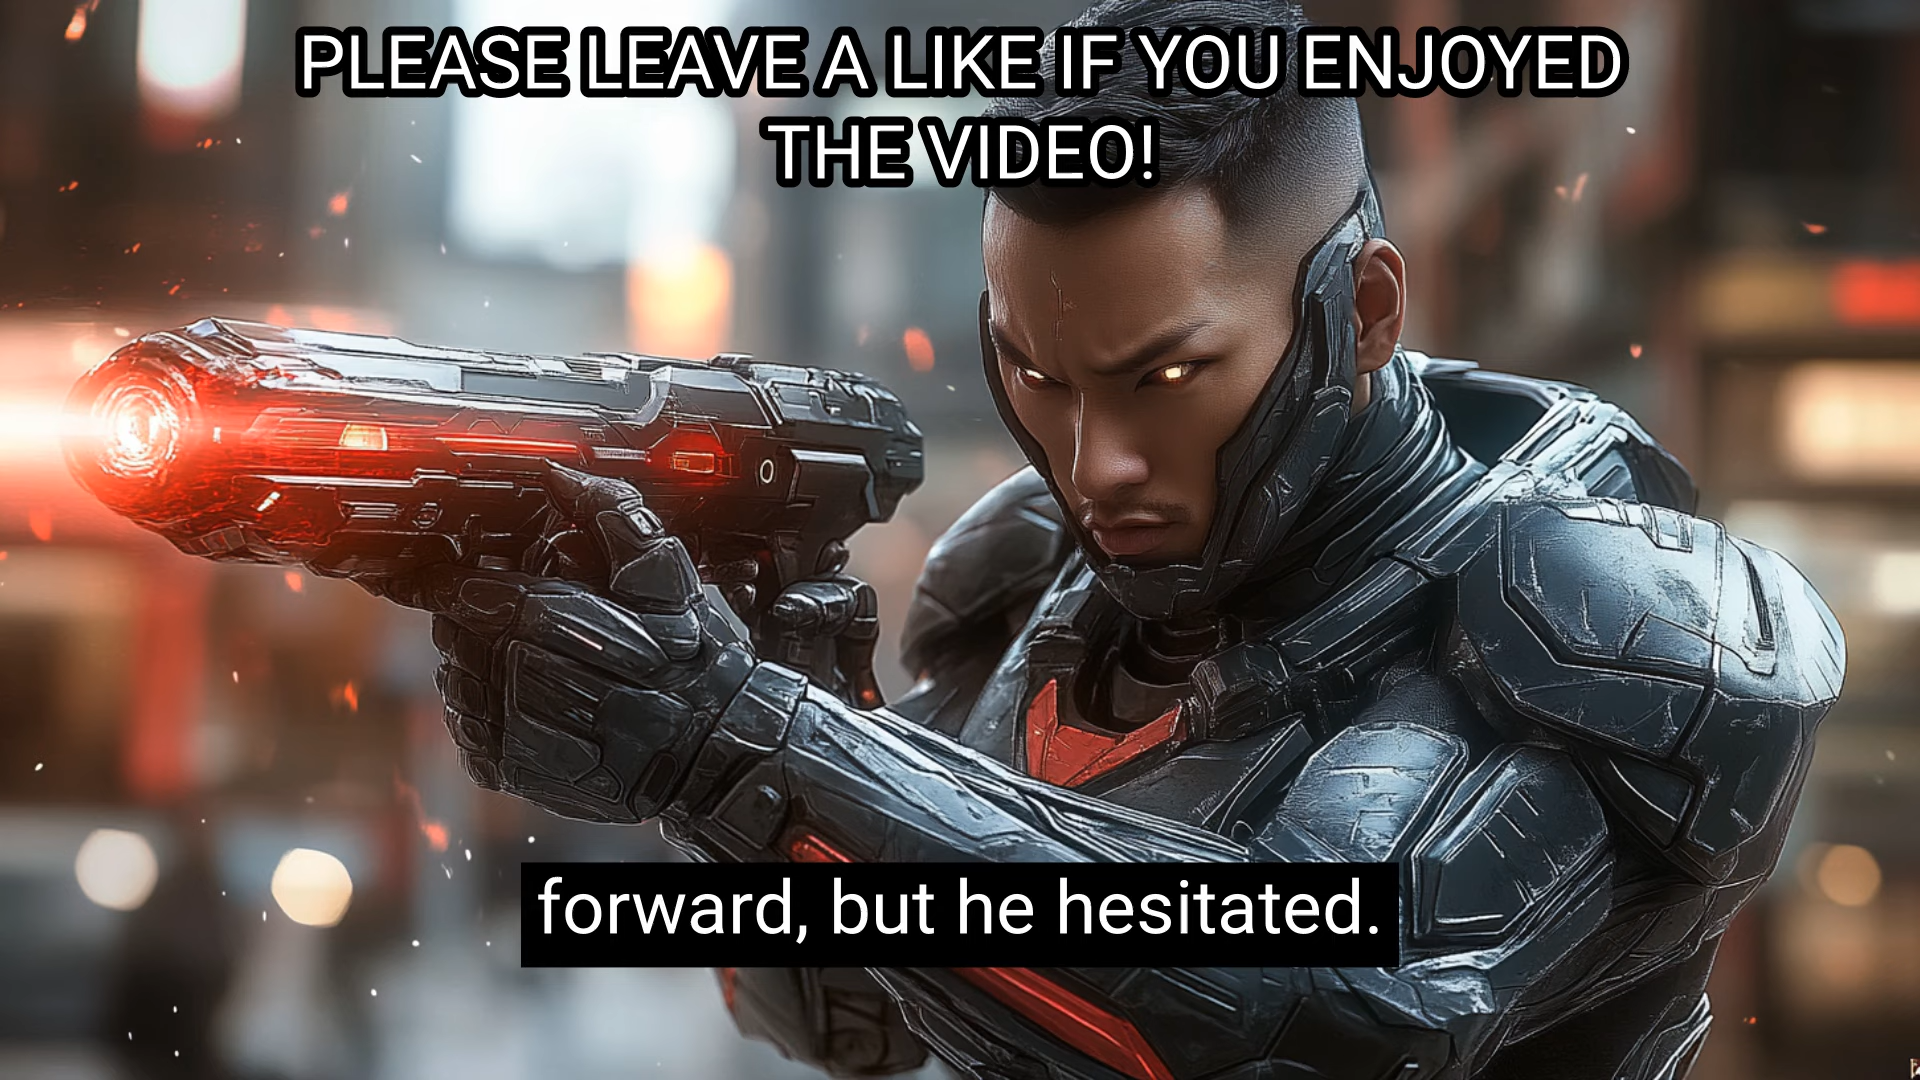 PLEASE LEAVE A LIKE IF YOU ENJOYED
THE VIDEO!
forward, but he hesitated.